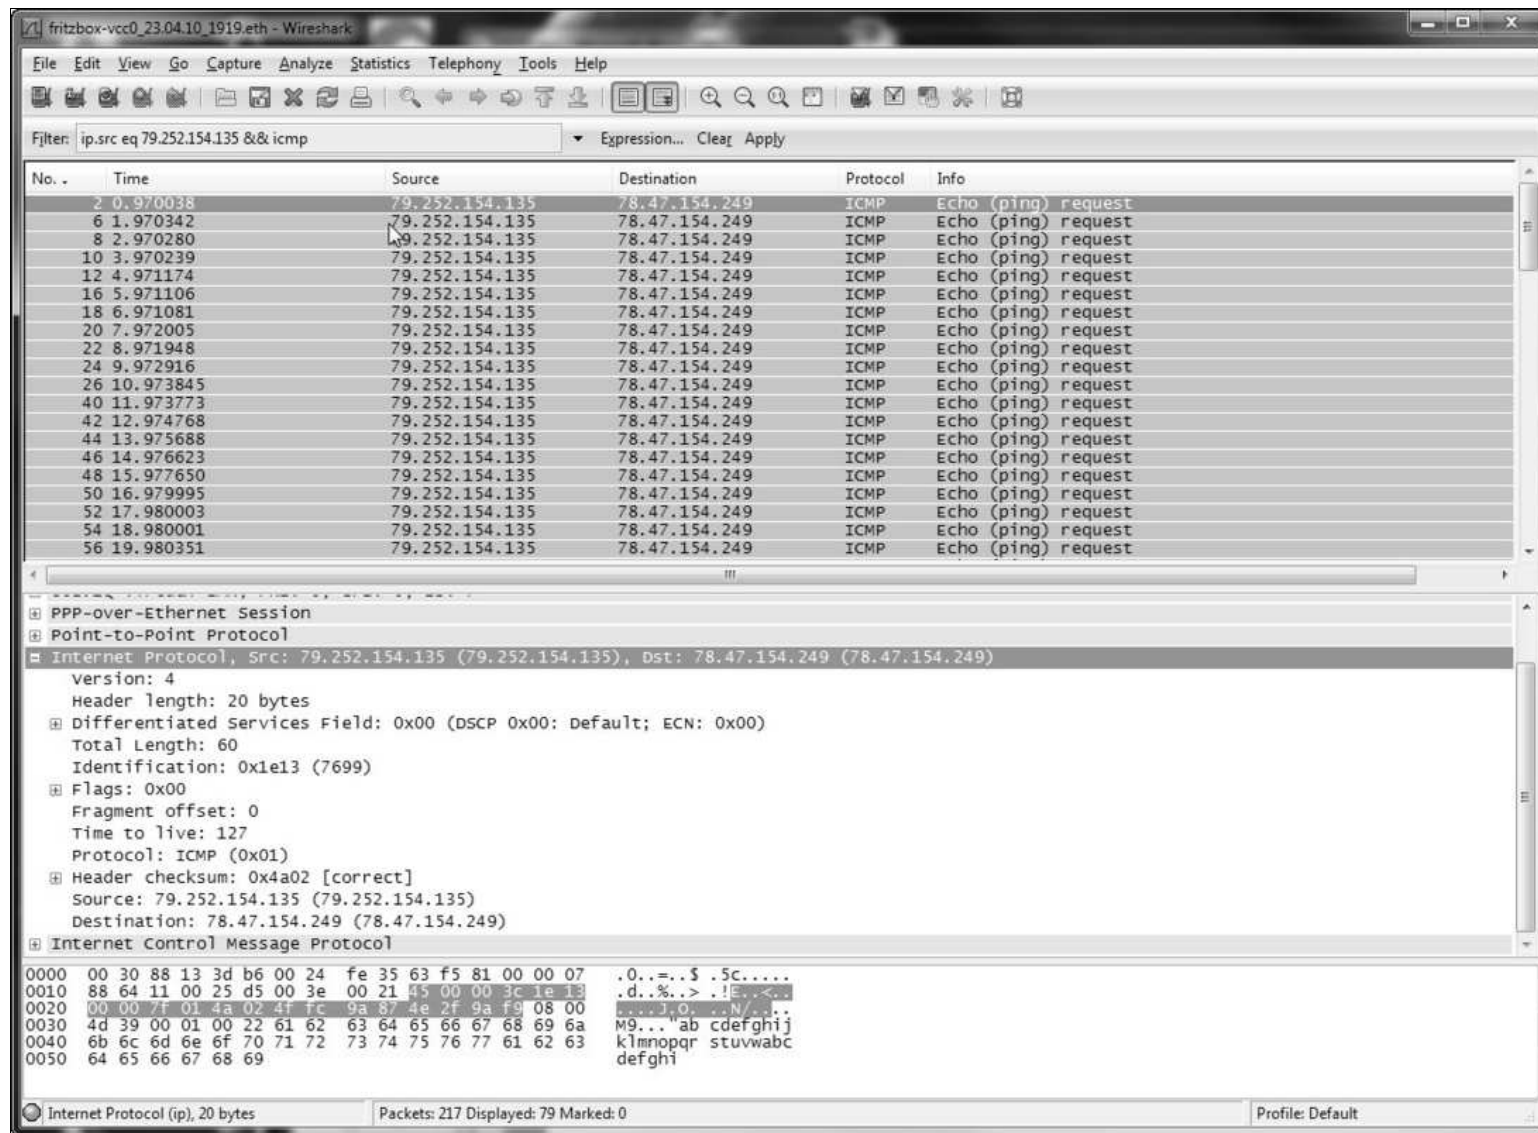 fritzbox-vcc0_23.04.10_1919.eth - Wireshark
File Edit View Go Capture Analyze Statistics Telephony Tools Help
Filter: ip.src eq 79.252.154.135 && icmp Expression... Clear Apply
No. . Time Source Destination Protocol Info
2 0.970038 79.252.154.135 78.47.154.249 ICMP Echo (ping) request
6 1.970342 79.252.154.135 78.47.154.249 ICMP Echo (ping) request
8 2.970280 79.252.154.135 78.47.154.249 ICMP Echo (ping) request
10 3.970239 79.252.154.135 78.47.154.249 ICMP Echo (ping) request
12 4.971174 79.252.154.135 78.47.154.249 ICMP Echo (ping) request
16 5.971106 79.252.154.135 78.47.154.249 ICMP Echo (ping) request
18 6.971081 79.252.154.135 78.47.154.249 ICMP Echo (ping) request
20 7.972005 79.252.154.135 78.47.154.249 ICMP Echo (ping) request
22 8.971948 79.252.154.135 78.47.154.249 ICMP Echo (ping) request
24 9.972916 79.252.154.135 78.47.154.249 ICMP Echo (ping) request
26 10.973845 79.252.154.135 78.47.154.249 ICMP Echo (ping) request
40 11.973773 79.252.154.135 78.47.154.249 ICMP Echo (ping) request
42 12.974768 79.252.154.135 78.47.154.249 ICMP Echo (ping) request
44 13.975688 79.252.154.135 78.47.154.249 ICMP Echo (ping) request
46 14.976623 79.252.154.135 78.47.154.249 ICMP Echo (ping) request
48 15.977650 79.252.154.135 78.47.154.249 ICMP Echo (ping) request
50 16.979995 79.252.154.135 78.47.154.249 ICMP Echo (ping) request
52 17.980003 79.252.154.135 78.47.154.249 ICMP Echo (ping) request
54 18.980001 79.252.154.135 78.47.154.249 ICMP Echo (ping) request
56 19.980351 79.252.154.135 78.47.154.249 ICMP Echo (ping) request
PPP-over-Ethernet Session
Point-to-Point Protocol
Internet Protocol, Src: 79.252.154.135 (79.252.154.135), Dst: 78.47.154.249 (78.47.154.249)
Version: 4
Header length: 20 bytes
Differentiated Services Field: 0x00 (DSCP 0x00: Default; ECN: 0x00)
Total Length: 60
Identification: 0x1e13 (7699)
Flags: 0x00
Fragment offset: 0
Time to live: 127
Protocol: ICMP (0x01)
Header checksum: 0x4a02 [correct]
Source: 79.252.154.135 (79.252.154.135)
Destination: 78.47.154.249 (78.47.154.249)
Internet Control Message Protocol
0000 00 30 88 13 3d b6 00 24 fe 35 63 f5 81 00 00 07 .0..=..$ .5c.....
0010 88 64 11 00 25 d5 00 3e 00 21 45 00 00 3c 1e 13 .d..%..> .!E..<..
0020 00 00 7f 01 4a 02 4f fc 9a 87 4e 2f 9a f9 08 00 ....J.O. ..N/....
0030 4d 39 00 01 00 22 61 62 63 64 65 66 67 68 69 6a M9..."ab cdefghij
0040 6b 6c 6d 6e 6f 70 71 72 73 74 75 76 77 61 62 63 klmnopqr stuvwabc
0050 64 65 66 67 68 69 defghi
Internet Protocol (ip), 20 bytes Packets: 217 Displayed: 79 Marked: 0 Profile: Default